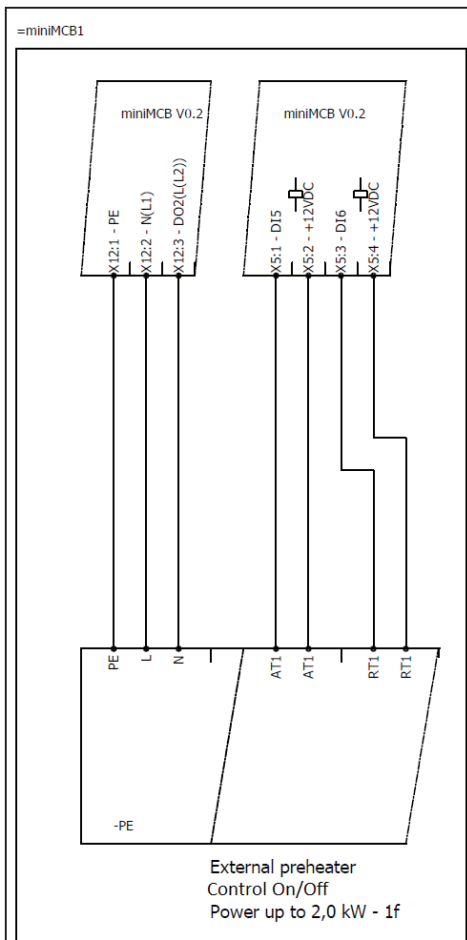 =miniMCB1
miniMCB V0.2
miniMCB V0.2
X12:1 - PE
X12:2 - N(L1)
X12:3 - DO2(L(L2))
X5:1 - DI5
X5:2 - +12VDC
X5:3 - DI6
X5:4 - +12VDC
PE
L
N
AT1
AT1
RT1
RT1
-PE
External preheater
Control On/Off
Power up to 2,0 kW - 1f